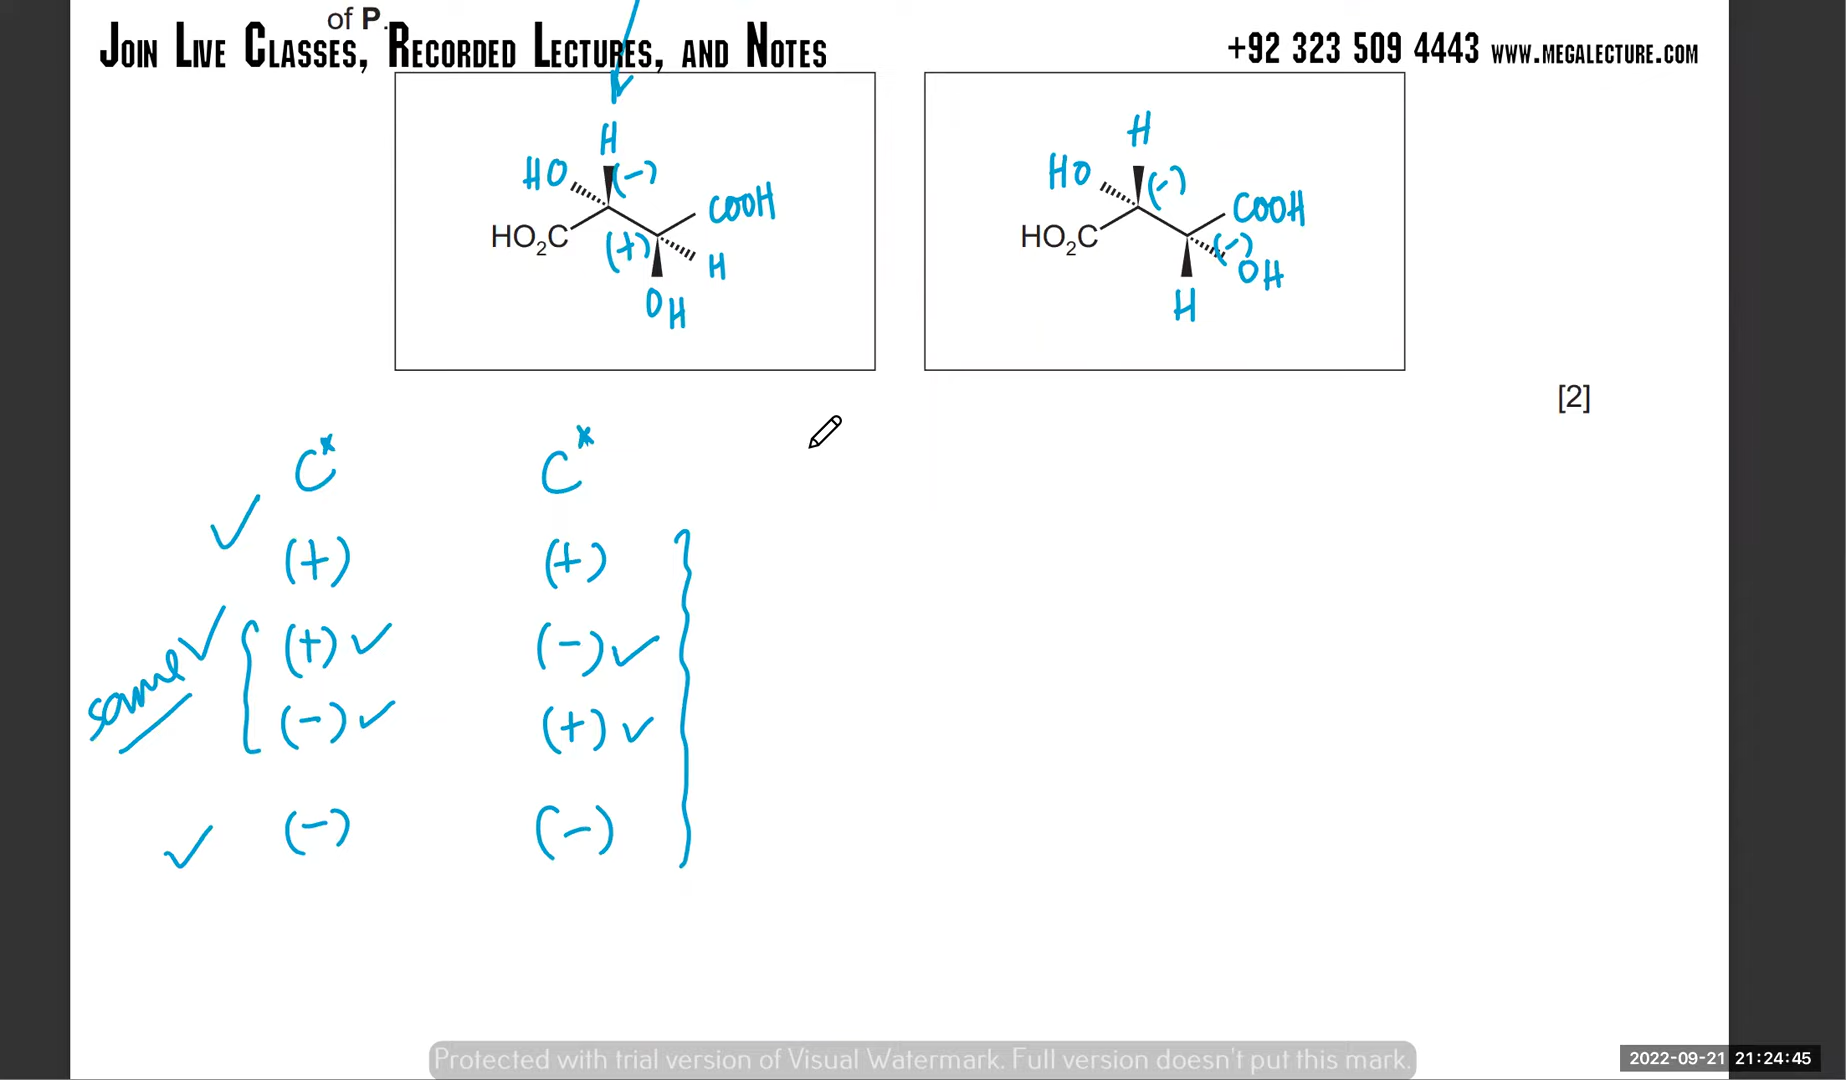 of P.
JOIN LIVE CLASSES, RECORDED LECTURES, AND NOTES
+92 323 509 4443 WWW.MEGALECTURE.COM
H
HO
(-)
COOH
HO2C
(+)
H
OH
H
HO
(-)
COOH
HO2C
(-)
OH
H
[2]
C* C*
(+) (+)
(+) (-)
same
(-) (+)
(-) (-)
Protected with trial version of Visual Watermark. Full version doesn't put this mark.
2022-09-21 21:24:45